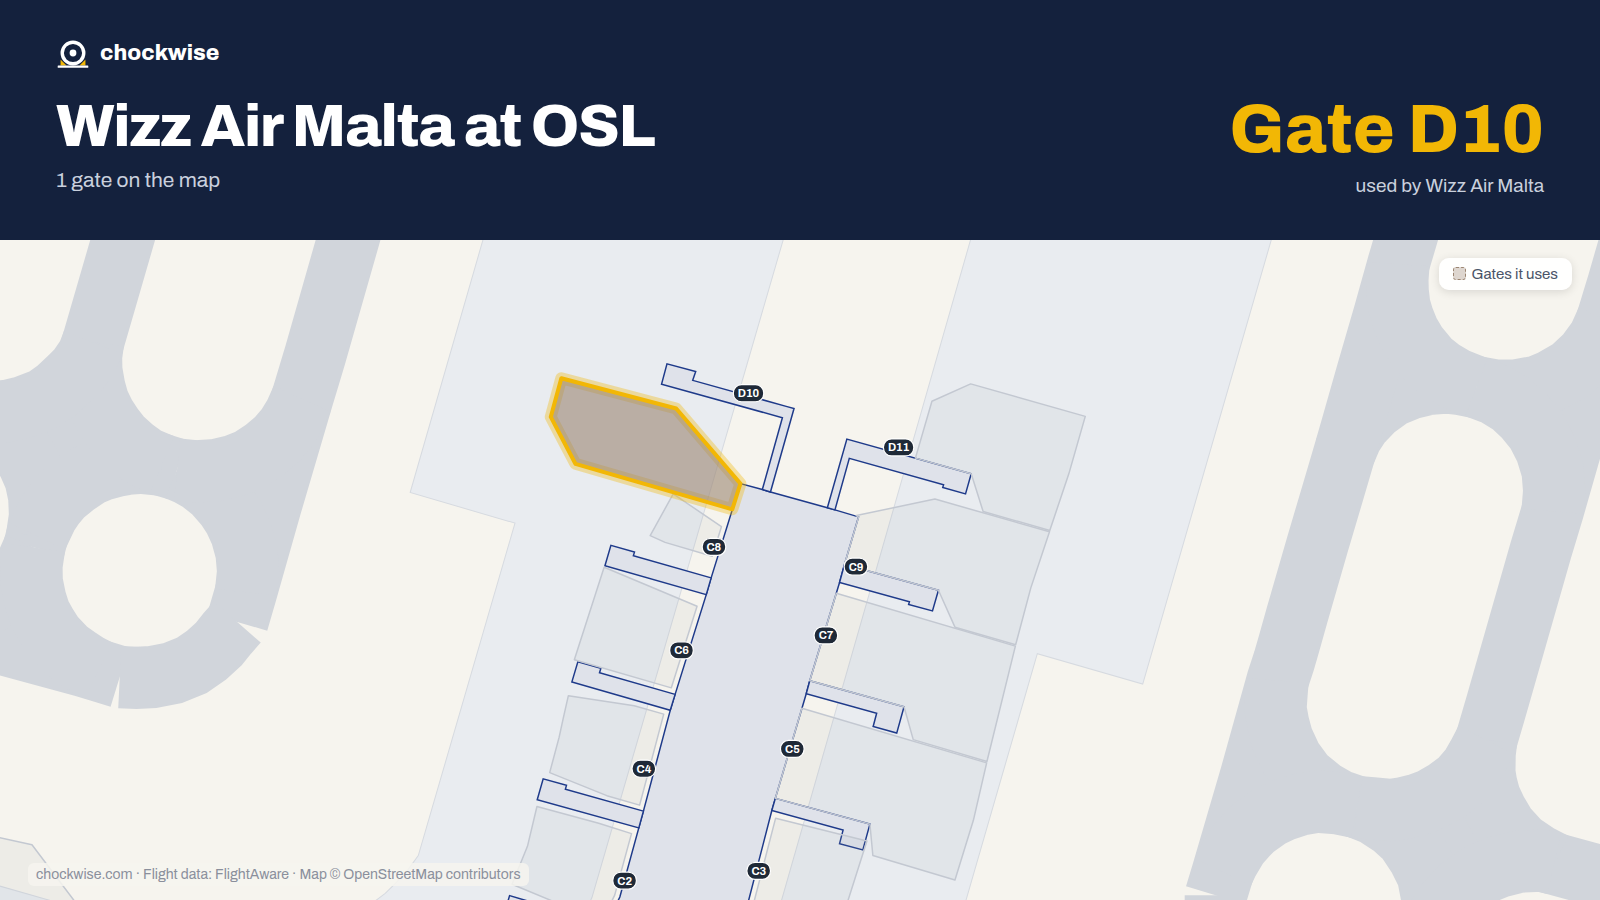 chockwise
Wizz Air Malta at OSL
1 gate on the map
Gate D10
used by Wizz Air Malta
Gates it uses
D10
D11
C8
C9
C7
C6
C5
C4
C3
C2
chockwise.com · Flight data: FlightAware · Map © OpenStreetMap contributors